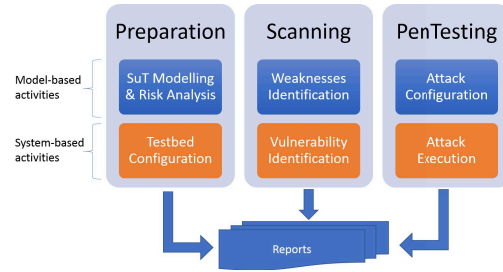 Preparation
Scanning
PenTesting
Model-based
activities
SuT Modelling
& Risk Analysis
Weaknesses
Identification
Attack
Configuration
System-based
activities
Testbed
Configuration
Vulnerability
Identification
Attack
Execution
Reports